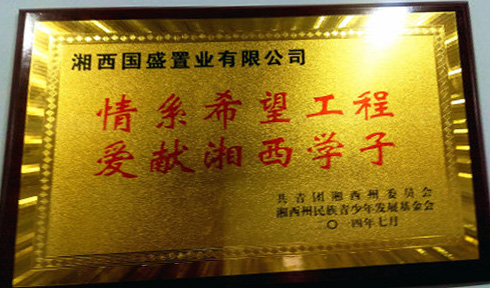 湘西国盛置业有限公司
情系希望工程
爱献湘西学子
共青团湘西州委员会
湘西州民族青少年发展基金会
二〇一四年七月